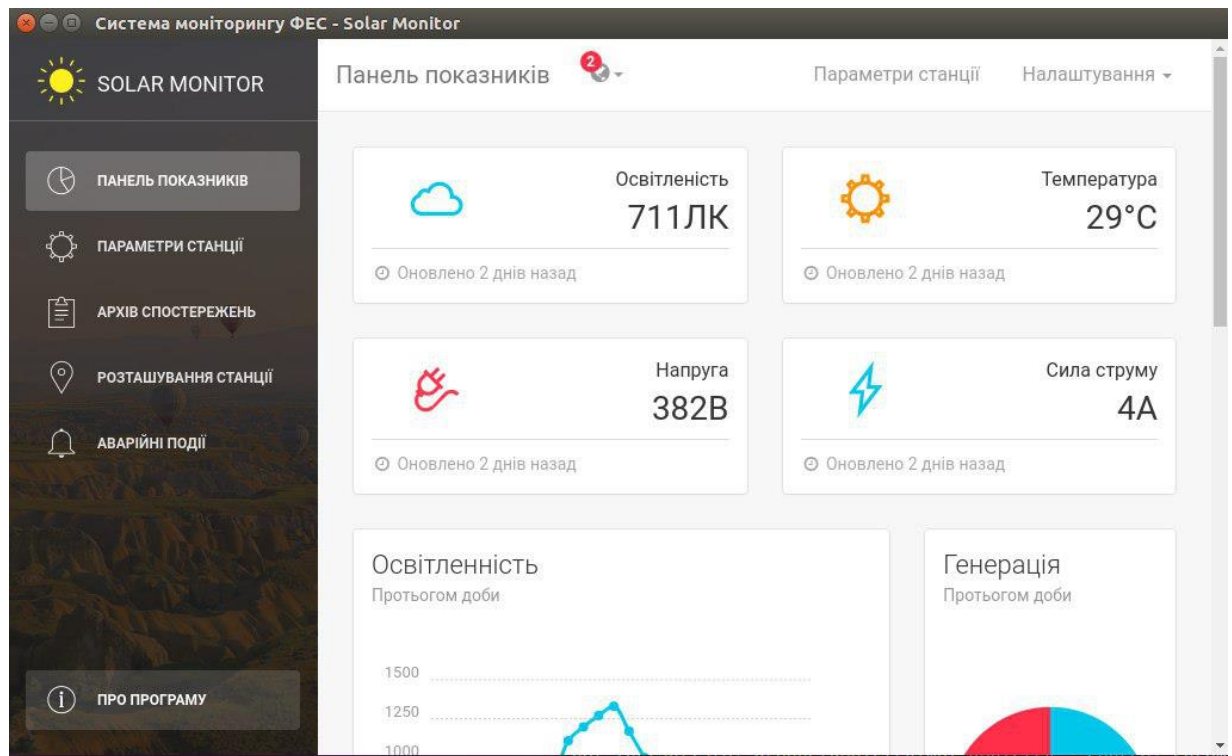 Система моніторингу ФЕС - Solar Monitor
SOLAR MONITOR
Панель показників
2
Параметри станції
Налаштування
ПАНЕЛЬ ПОКАЗНИКІВ
ПАРАМЕТРИ СТАНЦІЇ
АРХІВ СПОСТЕРЕЖЕНЬ
РОЗТАШУВАННЯ СТАНЦІЇ
АВАРІЙНІ ПОДІЇ
ПРО ПРОГРАМУ
Освітленість
711ЛК
Оновлено 2 днів назад
Температура
29°C
Оновлено 2 днів назад
Напруга
382В
Оновлено 2 днів назад
Сила струму
4А
Оновлено 2 днів назад
Освітленність
Протьогом доби
1500
1250
1000
Генерація
Протьогом доби